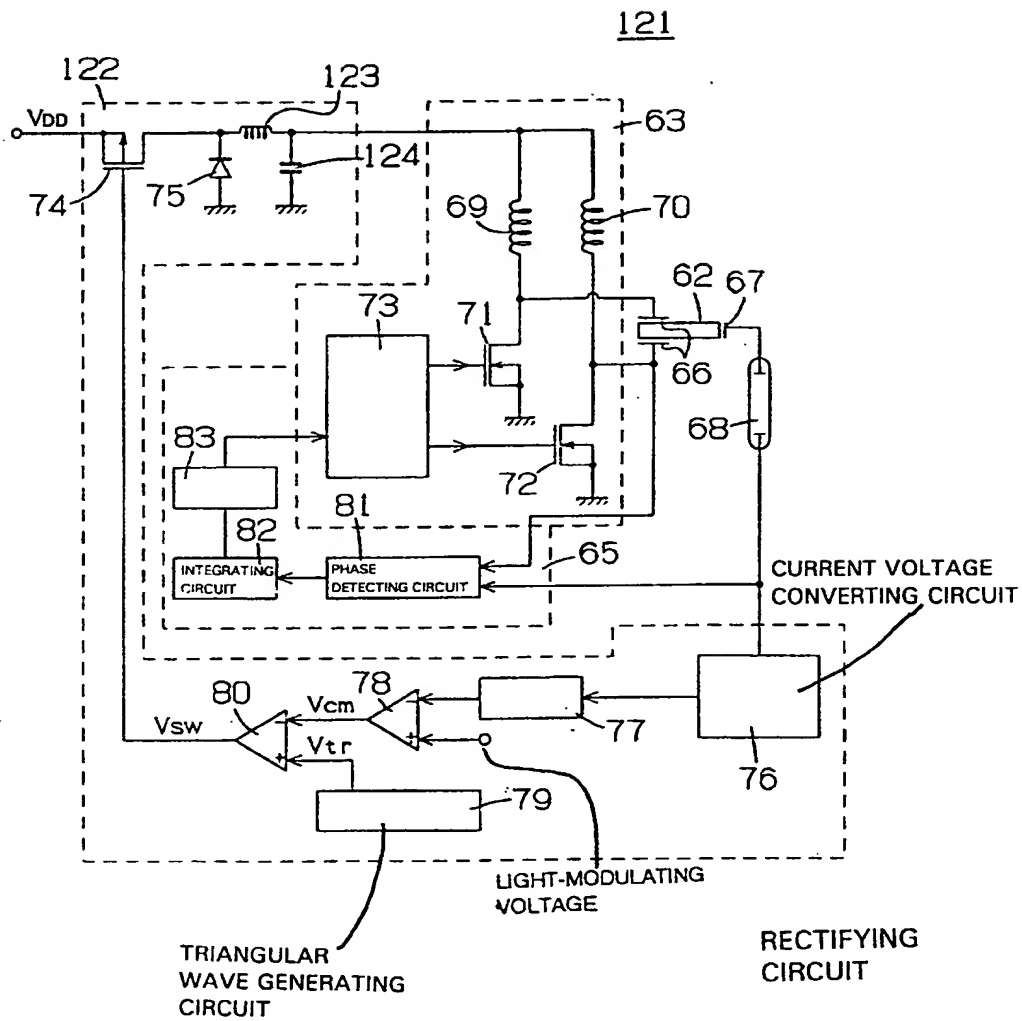 121
122
123
VDD
63
124
74
75
69
70
62
67
73
71
66
68
83
72
81
82
65
INTEGRATING
CIRCUIT
PHASE
DETECTING CIRCUIT
CURRENT VOLTAGE
CONVERTING CIRCUIT
80
78
Vcm
VSW
Vtr
77
76
79
LIGHT-MODULATING
VOLTAGE
TRIANGULAR
WAVE GENERATING
CIRCUIT
RECTIFYING
CIRCUIT